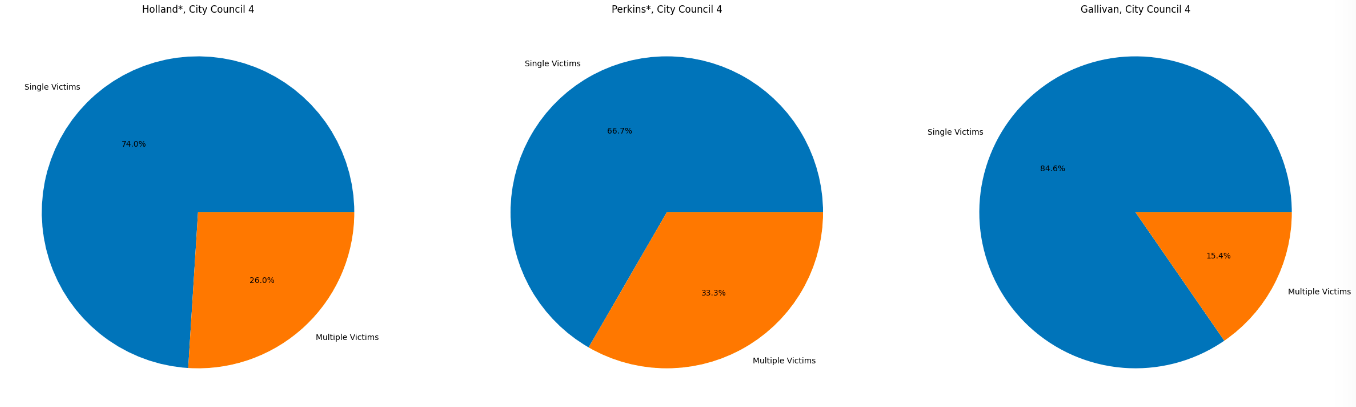 Holland*, City Council 4
Single Victims
74.0%
26.0%
Multiple Victims
Perkins*, City Council 4
Single Victims
66.7%
33.3%
Multiple Victims
Gallivan, City Council 4
Single Victims
84.6%
15.4%
Multiple Victims